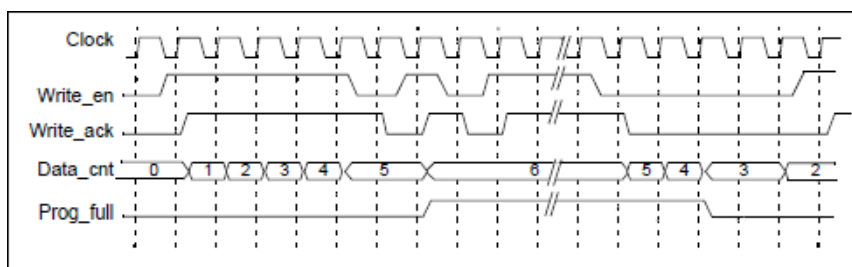 Clock
Write_en
Write_ack
Data_cnt 0 1 2 3 4 5 6 5 4 3 2
Prog_full